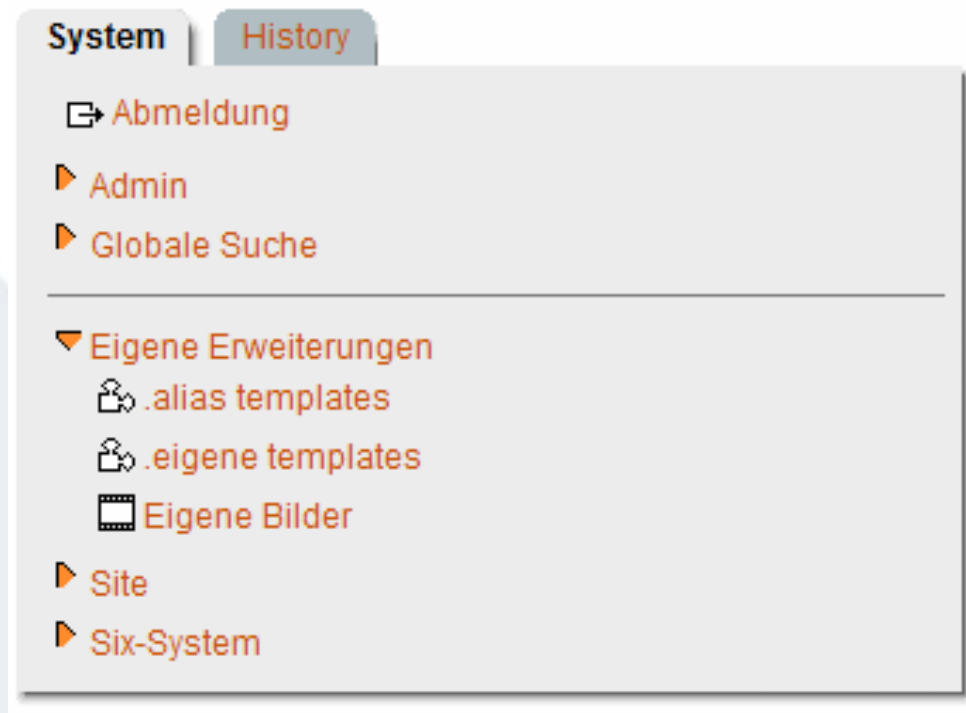 System History
Abmeldung
Admin
Globale Suche
Eigene Erweiterungen
.alias templates
.eigene templates
Eigene Bilder
Site
Six-System